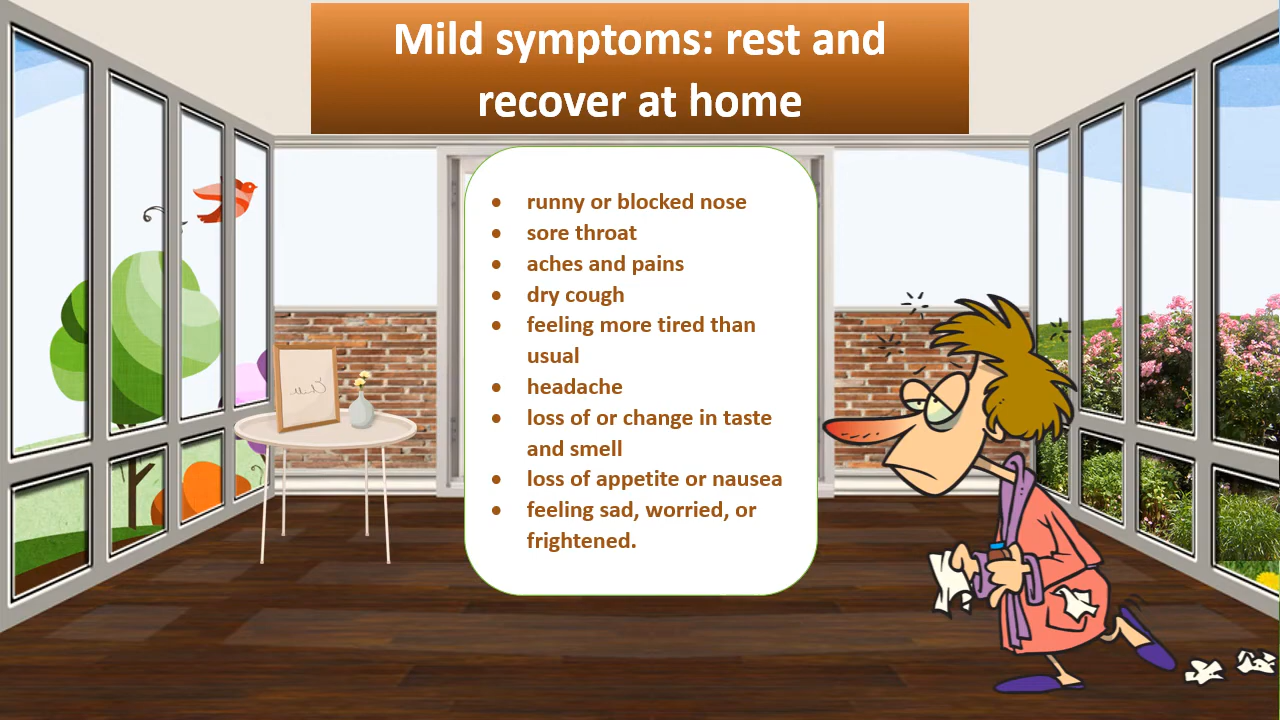 Mild symptoms: rest and
recover at home
• runny or blocked nose
• sore throat
• aches and pains
• dry cough
• feeling more tired than
usual
• headache
• loss of or change in taste
and smell
• loss of appetite or nausea
• feeling sad, worried, or
frightened.